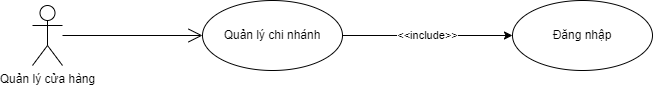 Quản lý chi nhánh
<<include>>
Đăng nhập
Quản lý cửa hàng